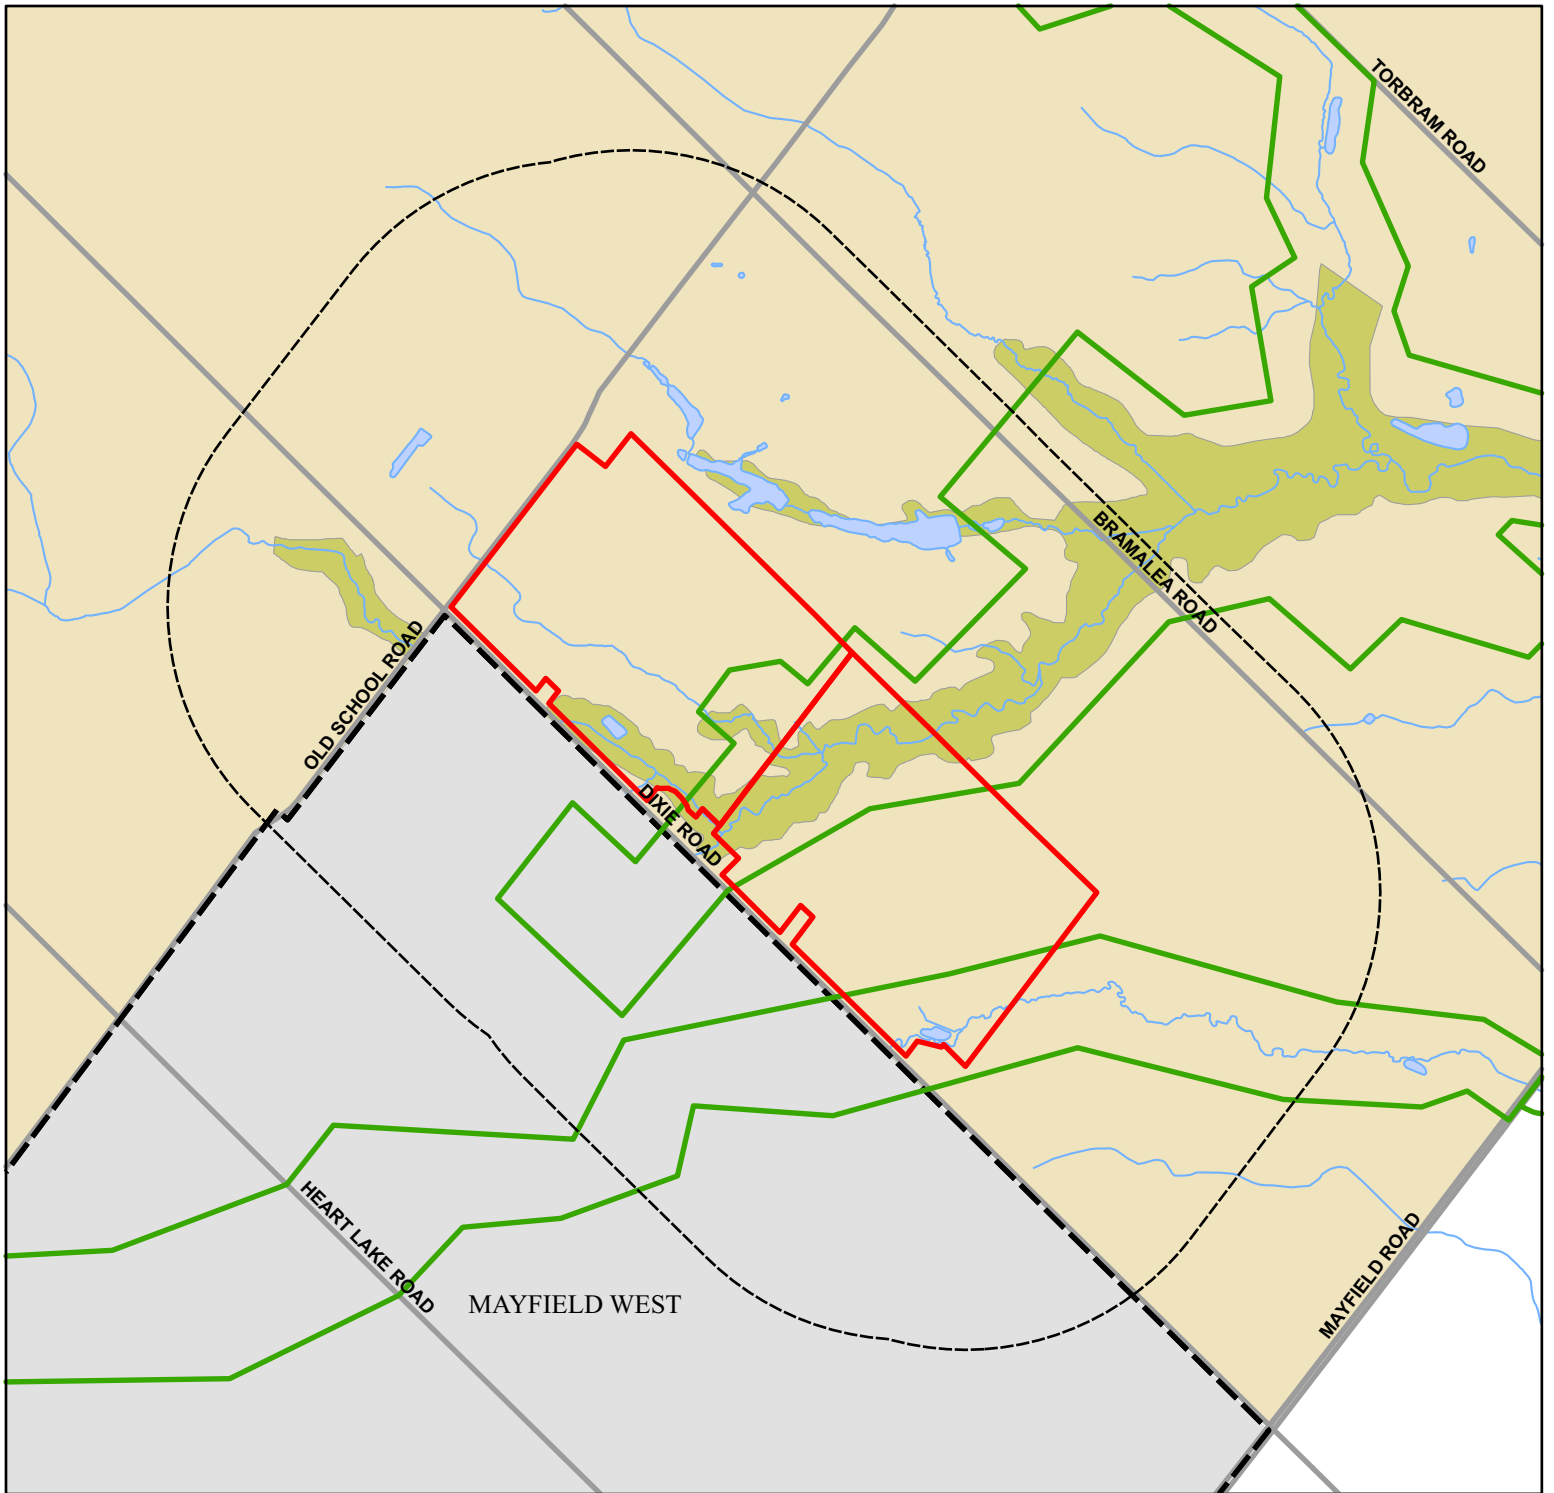 TORBRAM ROAD
BRAMALEA ROAD
OLD SCHOOL ROAD
DIXIE ROAD
HEART LAKE ROAD
MAYFIELD WEST
MAYFIELD ROAD